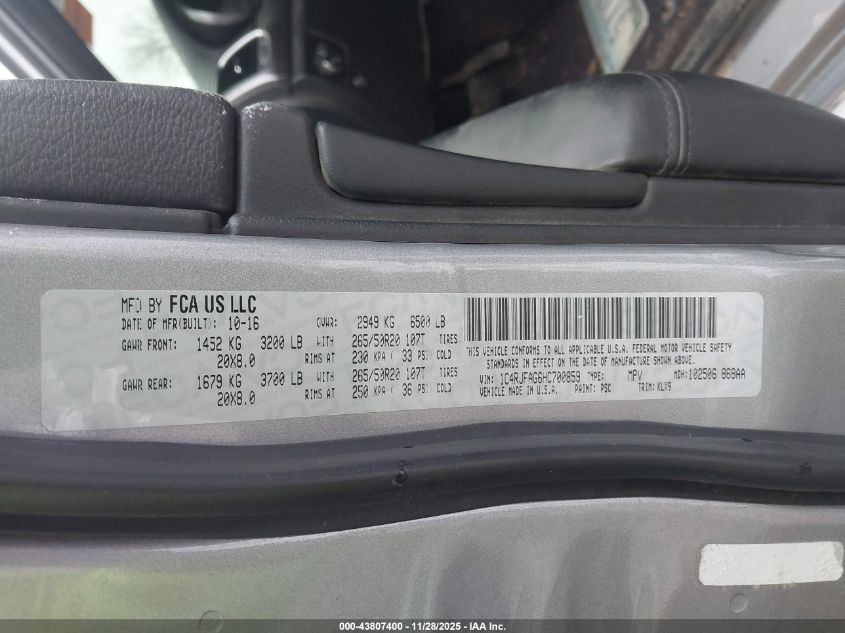 MFD BY FCA US LLC
DATE OF MFR(BUILT): 10-16 GVWR: 2949 KG 6500 LB
GAWR FRONT: 1452 KG 3200 LB WITH 265/50R20 107T TIRES
20X8.0 RIMS AT 230 KPA ( 33 PSI) COLD
GAWR REAR: 1679 KG 3700 LB WITH 265/50R20 107T TIRES
20X8.0 RIMS AT 250 KPA ( 36 PSI) COLD
THIS VEHICLE CONFORMS TO ALL APPLICABLE U.S.A. FEDERAL MOTOR VEHICLE SAFETY
STANDARDS IN EFFECT ON THE DATE OF MANUFACTURE SHOWN ABOVE.
VIN: 1C4RJFAG6HC700859 TYPE: MPV MDH: 102506 868AA
VEHICLE MADE IN U.S.A. PAINT: PSC TRIM: KLX9
000-43807400 - 11/28/2025 - IAA Inc.